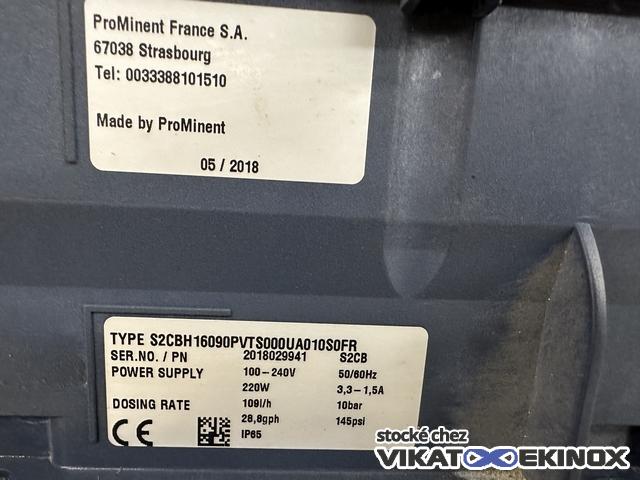 ProMinent France S.A.
67038 Strasbourg
Tel: 0033388101510
Made by ProMinent
05 / 2018
TYPE S2CBH16090PVTS000UA010S0FR
SER.NO. / PN 2018029941 S2CB
POWER SUPPLY 100-240V 50/60Hz
220W 3,3-1,5A
DOSING RATE 109l/h 10bar
28,8gph 145psi
CE IP65
stocké chez
VIKATO EKINOX